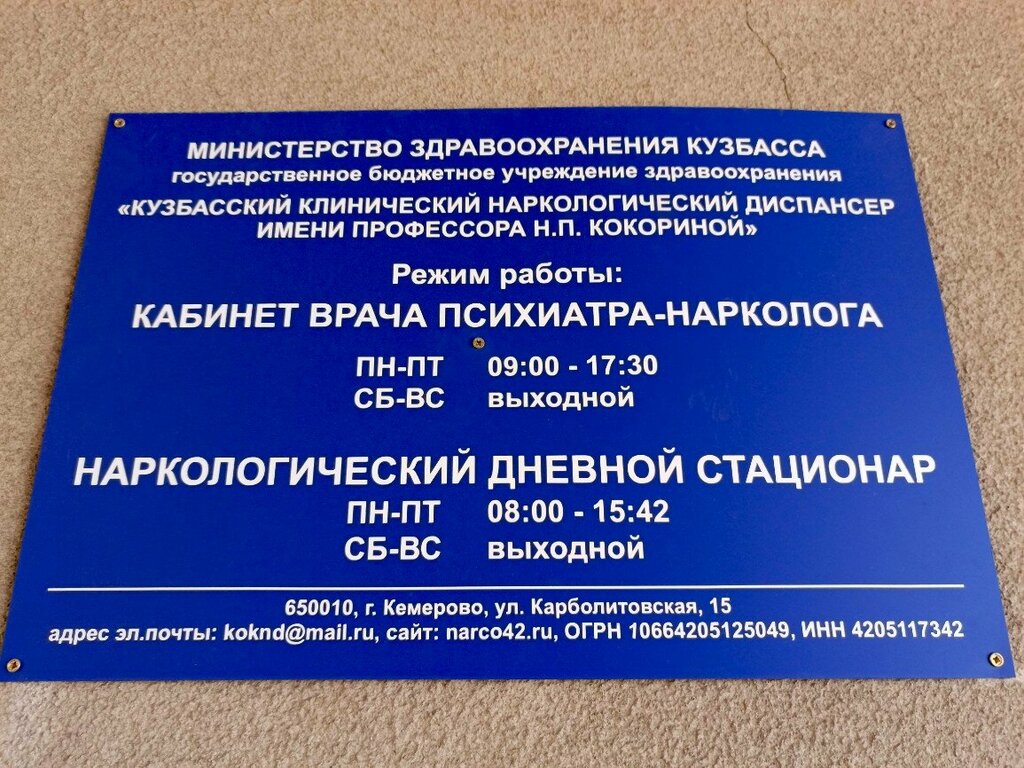 МИНИСТЕРСТВО ЗДРАВООХРАНЕНИЯ КУЗБАССА
государственное бюджетное учреждение здравоохранения
«КУЗБАССКИЙ КЛИНИЧЕСКИЙ НАРКОЛОГИЧЕСКИЙ ДИСПАНСЕР
ИМЕНИ ПРОФЕССОРА Н.П. КОКОРИНОЙ»
Режим работы:
КАБИНЕТ ВРАЧА ПСИХИАТРА-НАРКОЛОГА
ПН-ПТ 09:00 - 17:30
СБ-ВС выходной
НАРКОЛОГИЧЕСКИЙ ДНЕВНОЙ СТАЦИОНАР
ПН-ПТ 08:00 - 15:42
СБ-ВС выходной
650010, г. Кемерово, ул. Карболитовская, 15
адрес эл.почты: koknd@mail.ru, сайт: narco42.ru, ОГРН 10664205125049, ИНН 4205117342